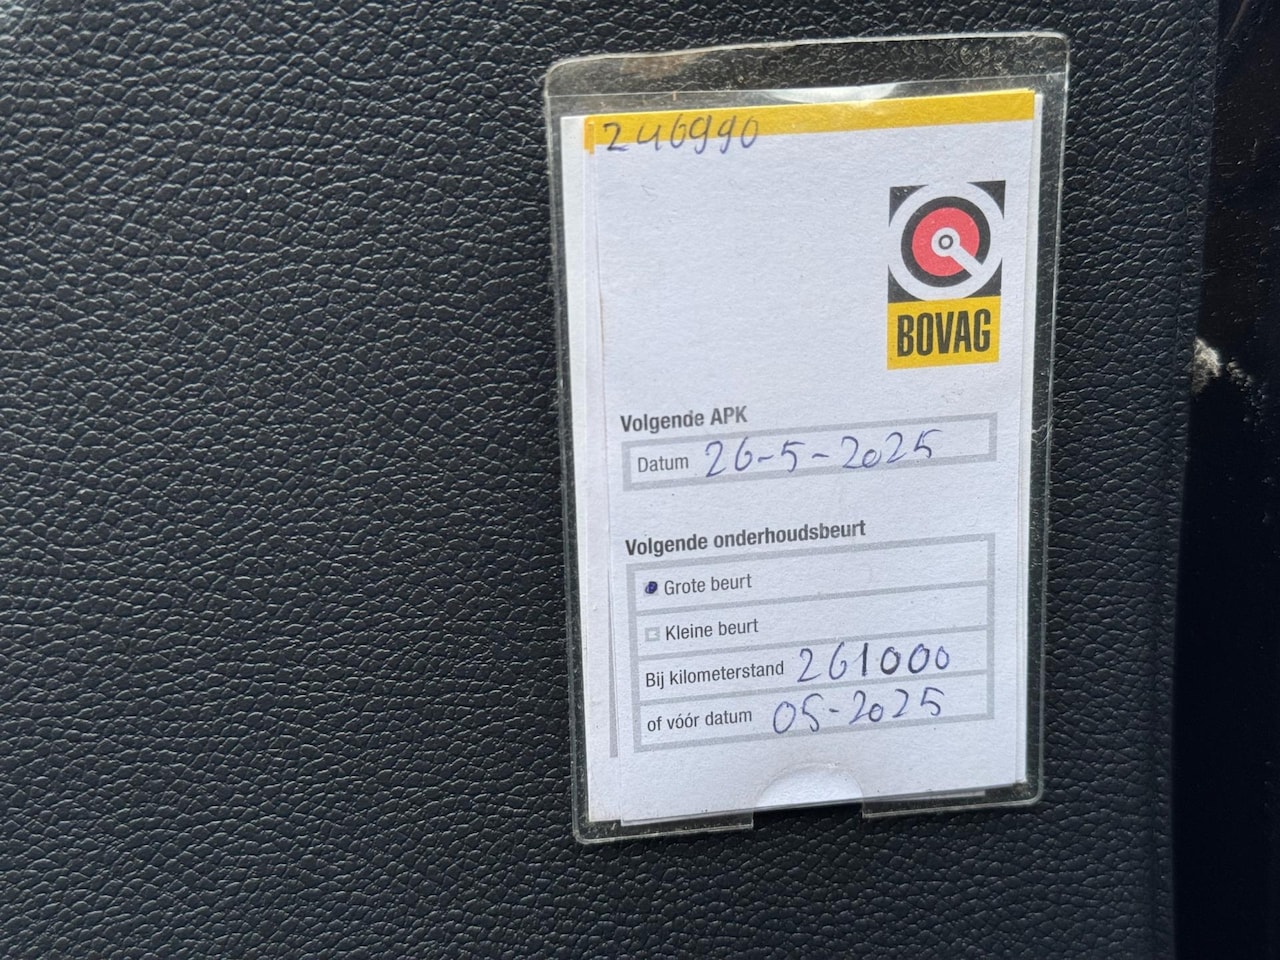 246990
BOVAG
Volgende APK
Datum 26-5-2025
Volgende onderhoudsbeurt
Grote beurt
Kleine beurt
Bij kilometerstand 261000
of vóór datum 05-2025